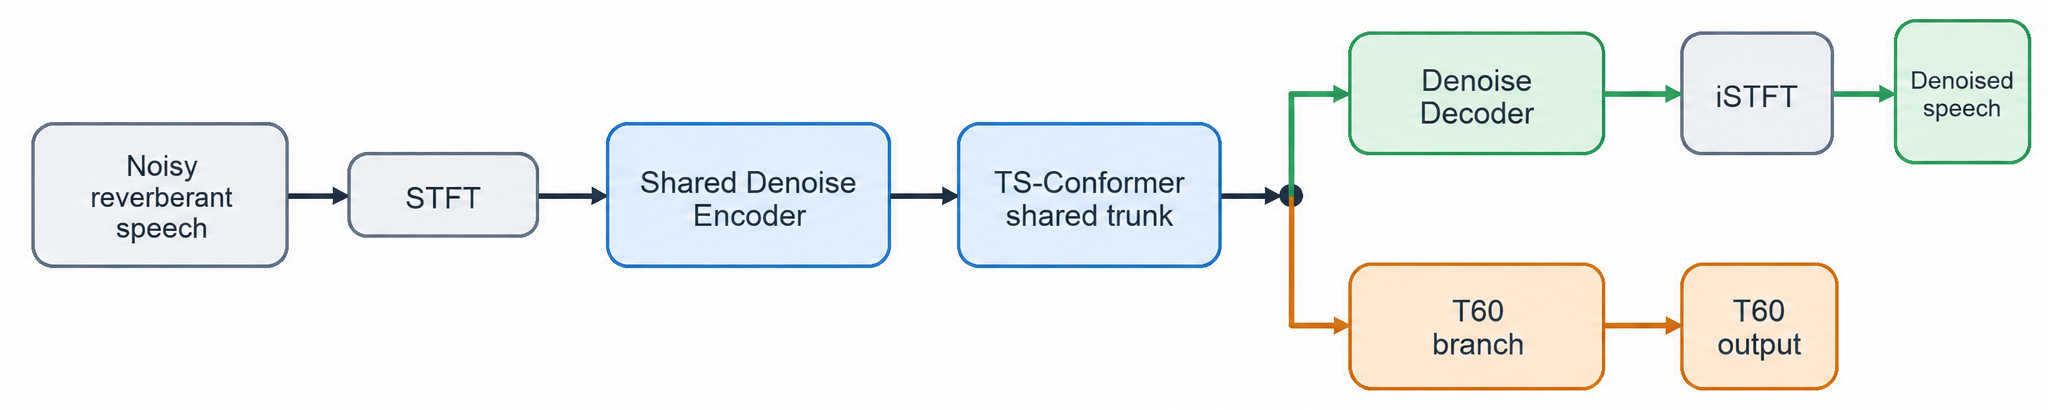 Noisy
reverberant
speech
STFT
Shared Denoise
Encoder
TS-Conformer
shared trunk
Denoise
Decoder
iSTFT
Denoised
speech
T60
branch
T60
output